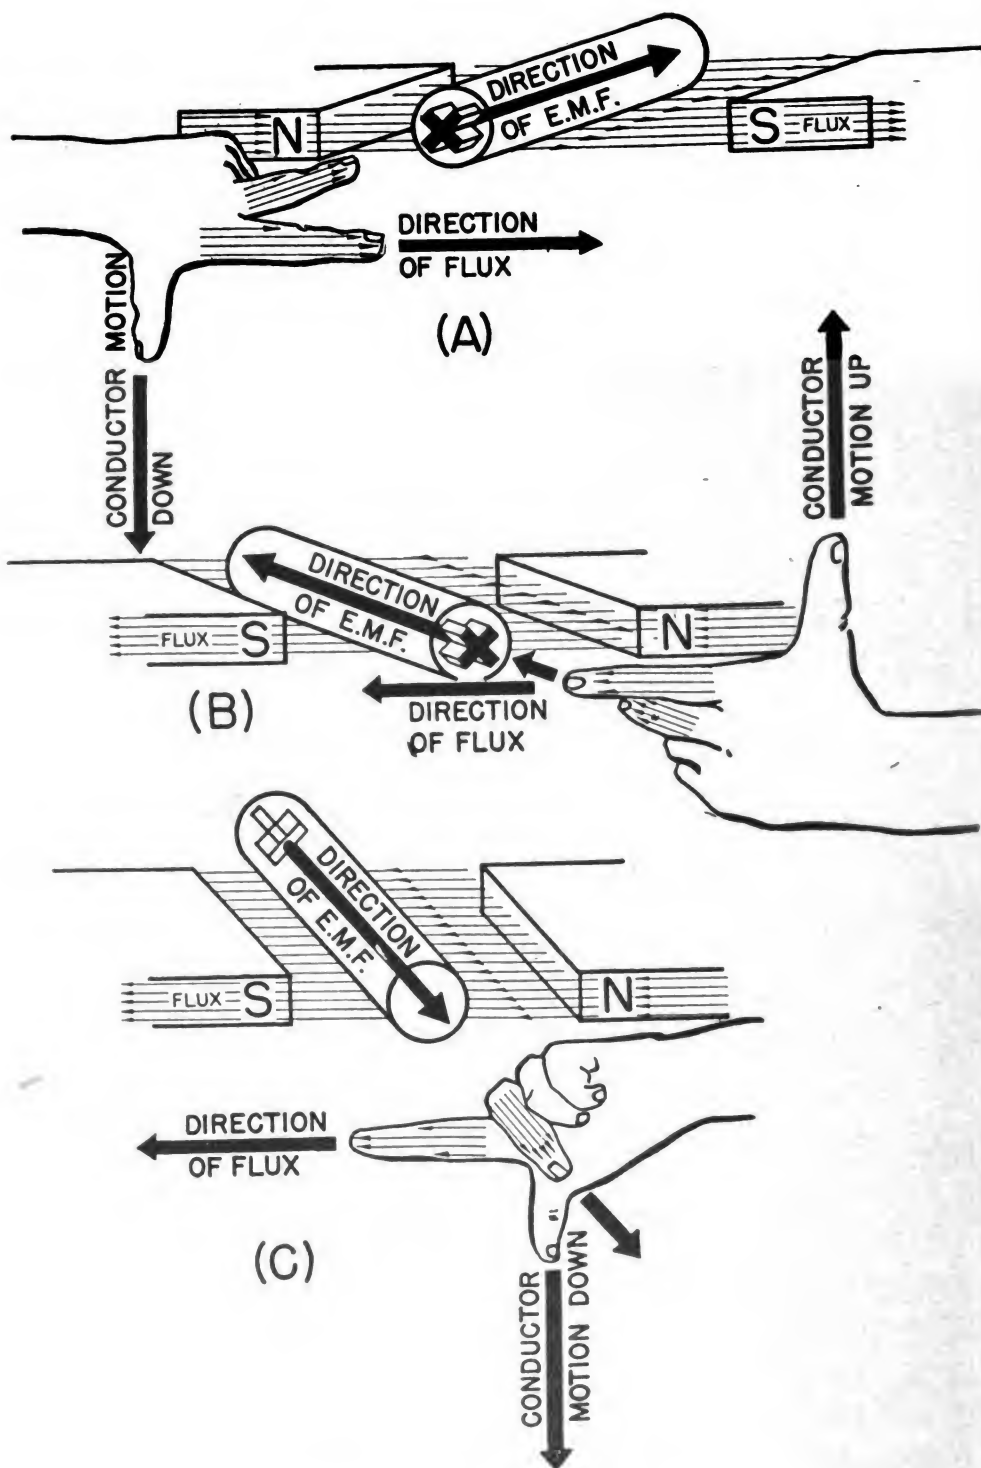 DIRECTION
OF E.M.F.
N
S FLUX
DIRECTION
OF FLUX
CONDUCTOR MOTION
DOWN
(A)
CONDUCTOR
MOTION UP
DIRECTION
OF E.M.F.
FLUX S
N
(B)
DIRECTION
OF FLUX
DIRECTION
OF E.M.F.
FLUX S
N
DIRECTION
OF FLUX
(C)
CONDUCTOR
MOTION DOWN